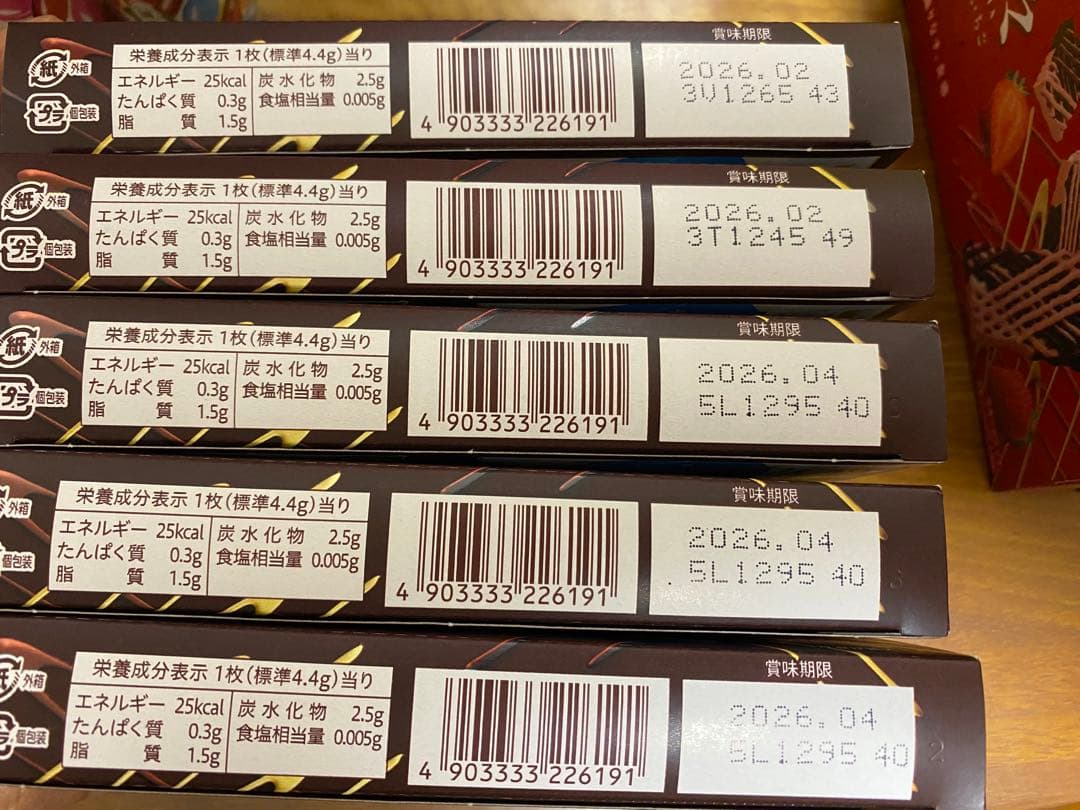 紙 外箱
プラ 個包装
栄養成分表示 1枚(標準4.4g)当り
エネルギー 25kcal 炭水化物 2.5g
たんぱく質 0.3g 食塩相当量 0.005g
脂質 1.5g
4 903333 226191
賞味期限
2026.02
3V1265 43
紙 外箱
プラ 個包装
栄養成分表示 1枚(標準4.4g)当り
エネルギー 25kcal 炭水化物 2.5g
たんぱく質 0.3g 食塩相当量 0.005g
脂質 1.5g
4 903333 226191
賞味期限
2026.02
3T1245 49
紙 外箱
プラ 個包装
栄養成分表示 1枚(標準4.4g)当り
エネルギー 25kcal 炭水化物 2.5g
たんぱく質 0.3g 食塩相当量 0.005g
脂質 1.5g
4 903333 226191
賞味期限
2026.04
5L1295 40
外箱
個包装
栄養成分表示 1枚(標準4.4g)当り
エネルギー 25kcal 炭水化物 2.5g
たんぱく質 0.3g 食塩相当量 0.005g
脂質 1.5g
4 903333 226191
賞味期限
2026.04
5L1295 40
紙 外箱
個包装
栄養成分表示 1枚(標準4.4g)当り
エネルギー 25kcal 炭水化物 2.5g
たんぱく質 0.3g 食塩相当量 0.005g
脂質 1.5g
4 903333 226191
賞味期限
2026.04
5L1295 40 2